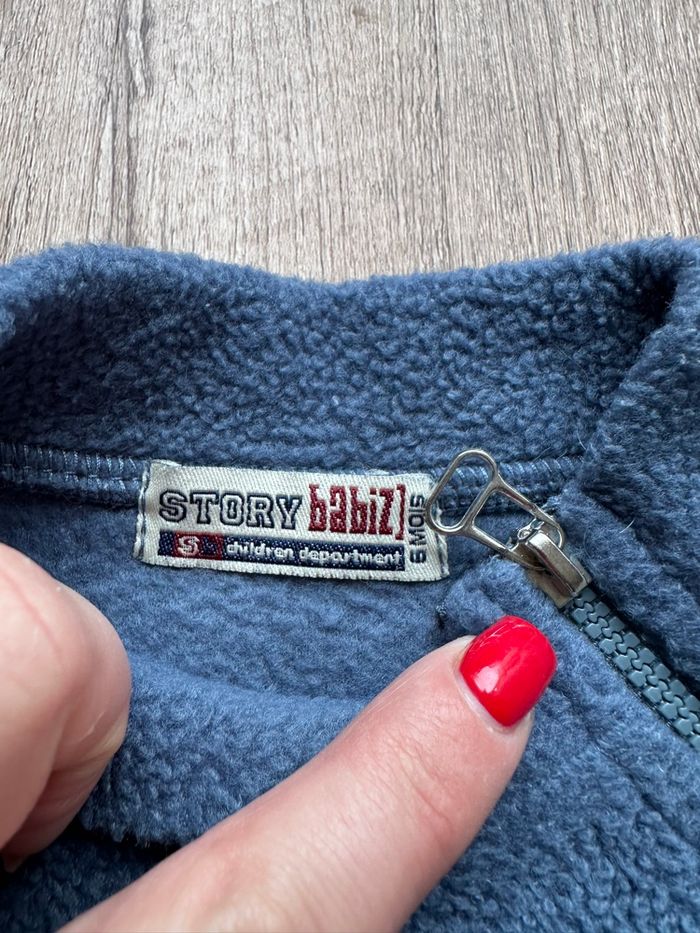 STORY babiz)
S children department
6 MOIS